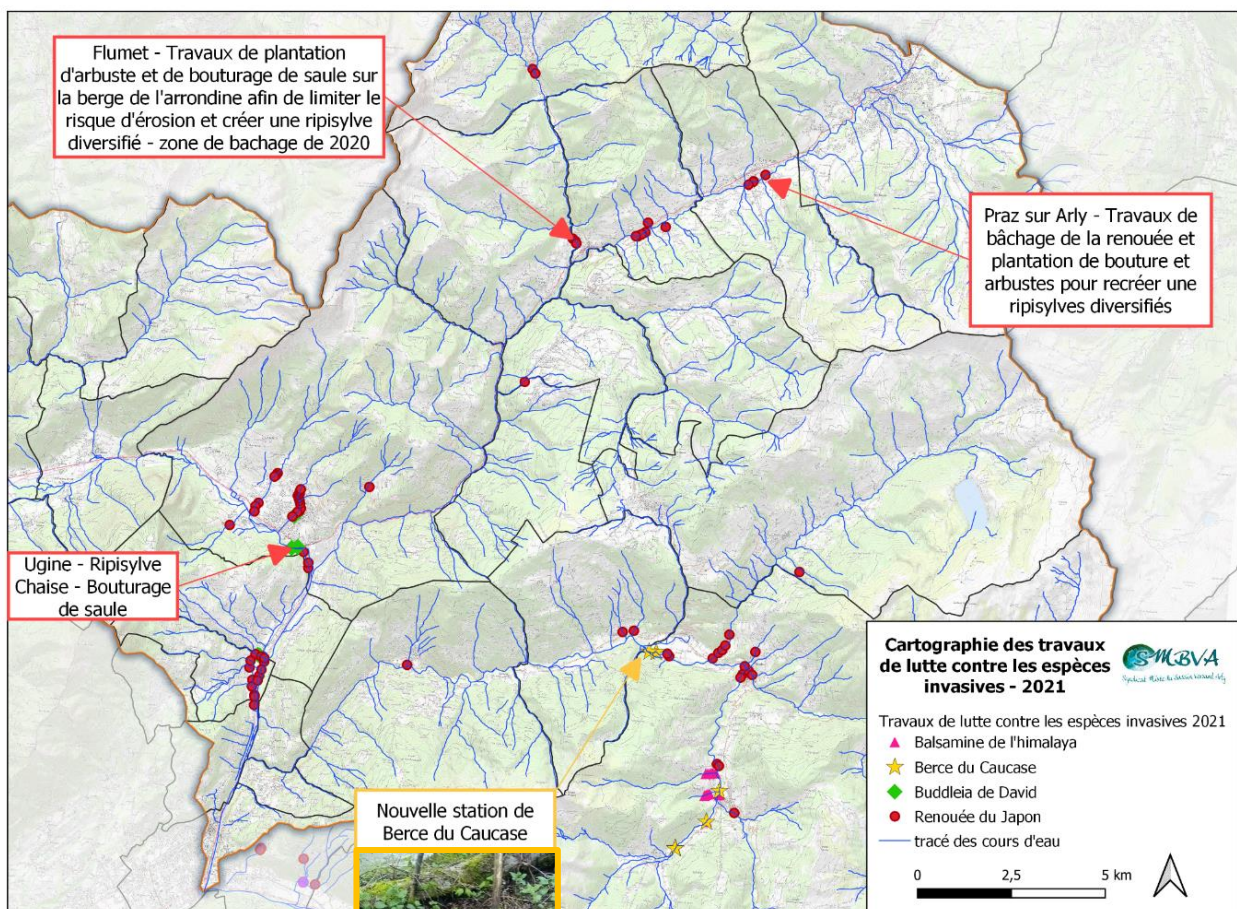 Flumet - Travaux de plantation
d'arbuste et de bouturage de saule sur
la berge de l'arrondine afin de limiter le
risque d'érosion et créer une ripisylve
diversifié - zone de bachage de 2020
Praz sur Arly - Travaux de
bâchage de la renouée et
plantation de bouture et
arbustes pour recréer une
ripisylves diversifiés
Ugine - Ripisylve
Chaise - Bouturage
de saule
Nouvelle station de
Berce du Caucase
Cartographie des travaux
de lutte contre les espèces
invasives - 2021
SMBVA
Travaux de lutte contre les espèces invasives 2021
Balsamine de l'himalaya
Berce du Caucase
Buddleia de David
Renouée du Japon
tracé des cours d'eau
0 2,5 5 km